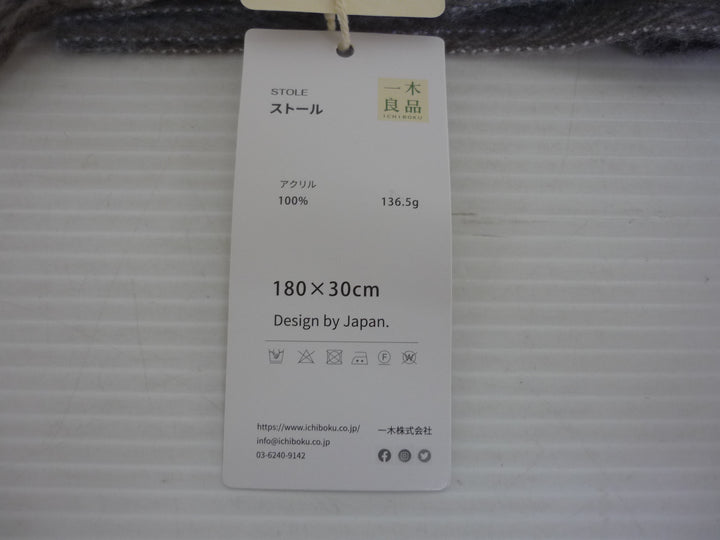 STOLE
ストール
一木
良品
ICHIBOKU
アクリル
100%
136.5g
180×30cm
Design by Japan.
https://www.ichiboku.co.jp/
info@ichiboku.co.jp
03-6240-9142
一木株式会社